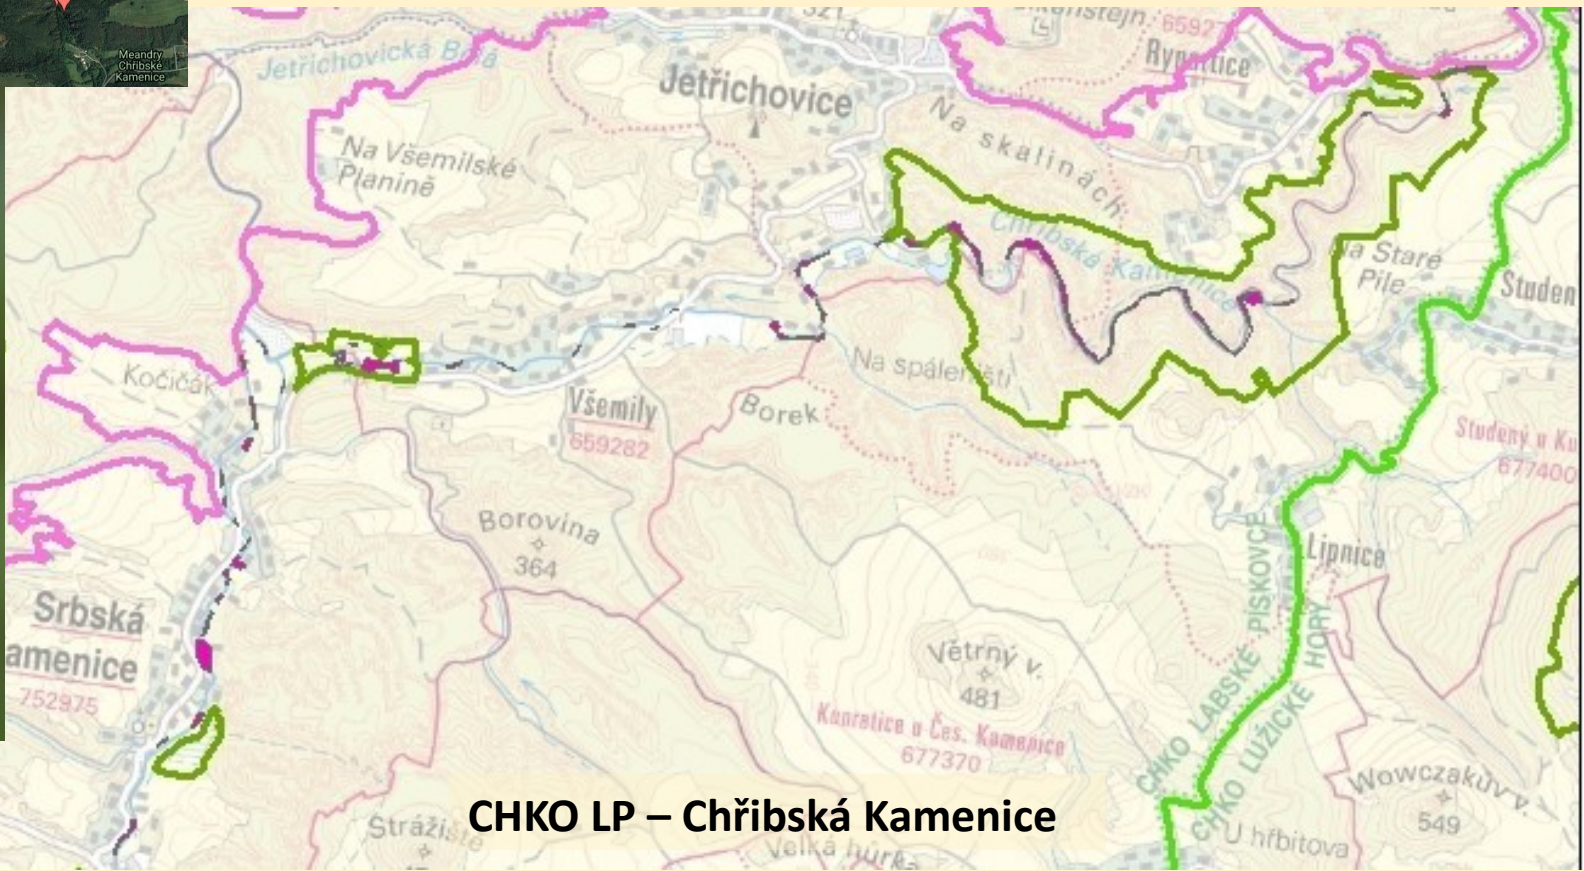 Meandry
Chřibské
Kamenice
Jetřichovická Bělá
65927
Rynartice
Jetřichovice
Na skalinách
Na Všemilské
Planině
Chřibská Kamenice
Na Staré
Pile
Studen
Kočičák
Na spáleništi
Všemily
659282
Borek
Studený u Ku
677400
Borovina
364
Lipnice
Srbská
amenice
752975
Větrný v.
481
Kunratice u Čes. Kamenice
677370
CHKO LABSKÉ PÍSKOVCE
CHKO LUŽICKÉ HORY
Wowczakův v.
549
CHKO LP – Chřibská Kamenice
Strážiště
U hřbitova
Velká hůrka